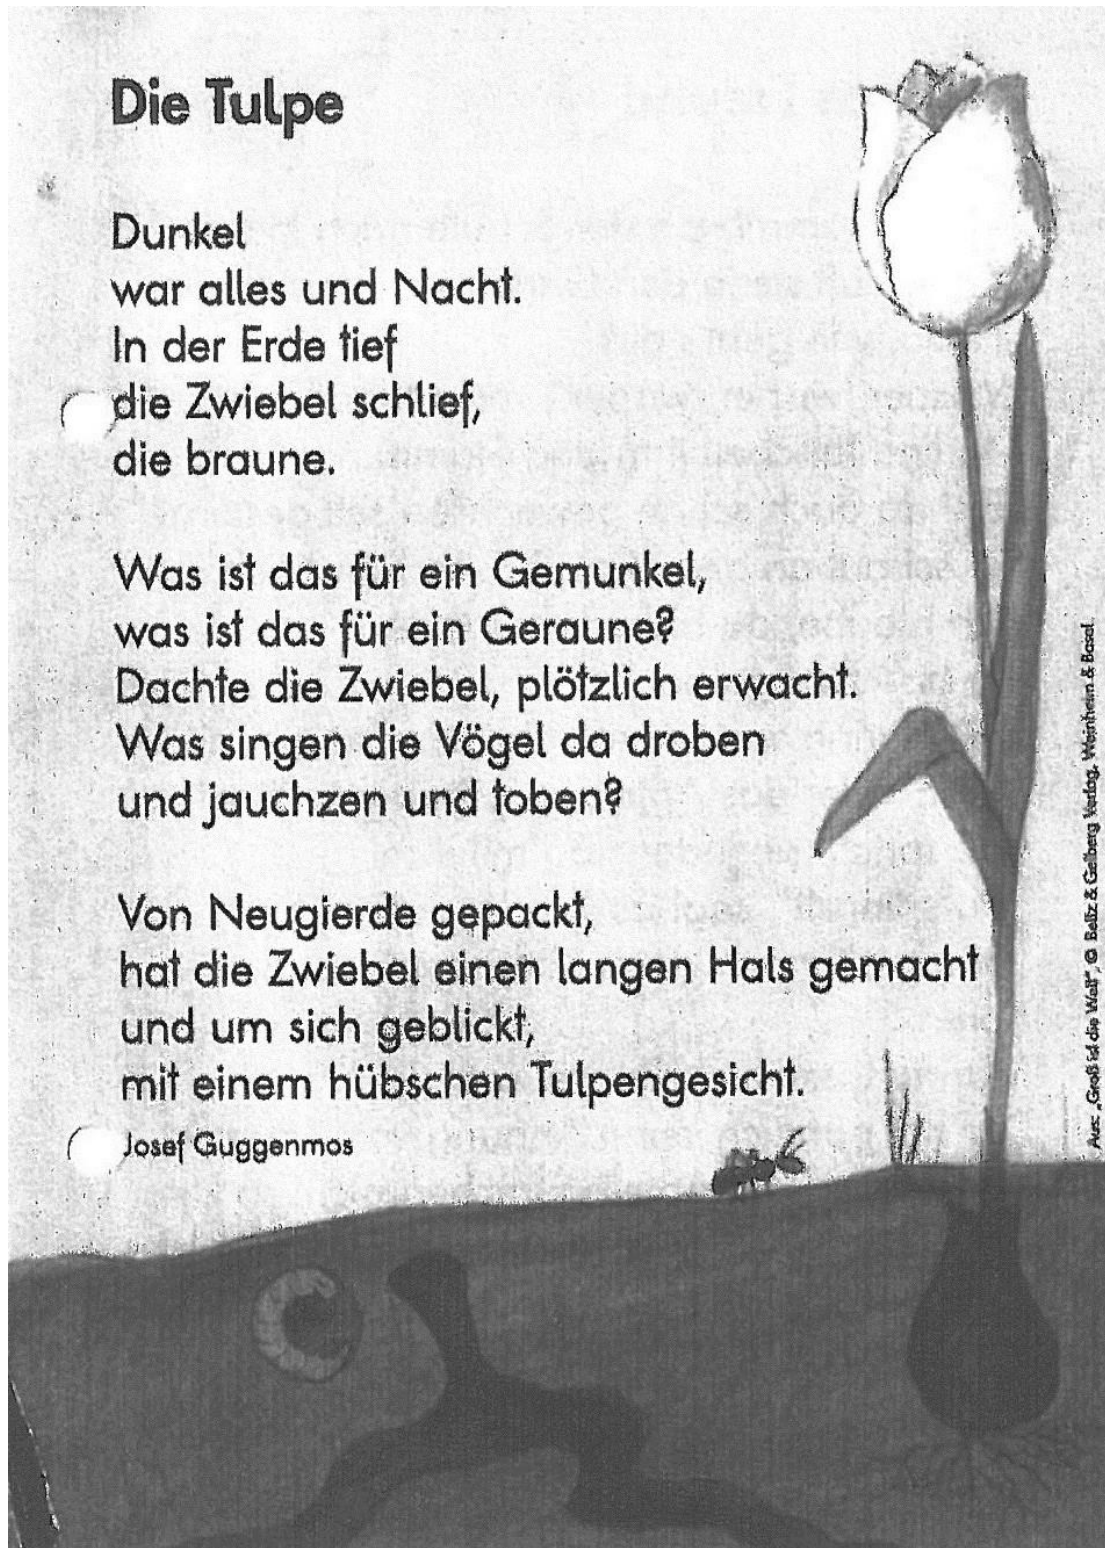 Die Tulpe
Dunkel
war alles und Nacht.
In der Erde tief
die Zwiebel schlief,
die braune.
Was ist das für ein Gemunkel,
was ist das für ein Geraune?
Dachte die Zwiebel, plötzlich erwacht.
Was singen die Vögel da droben
und jauchzen und toben?
Von Neugierde gepackt,
hat die Zwiebel einen langen Hals gemacht
und um sich geblickt,
mit einem hübschen Tulpengesicht.
Josef Guggenmos
Aus: „Groß ist die Welt", © Beltz & Gelberg Verlag, Weinheim & Basel.